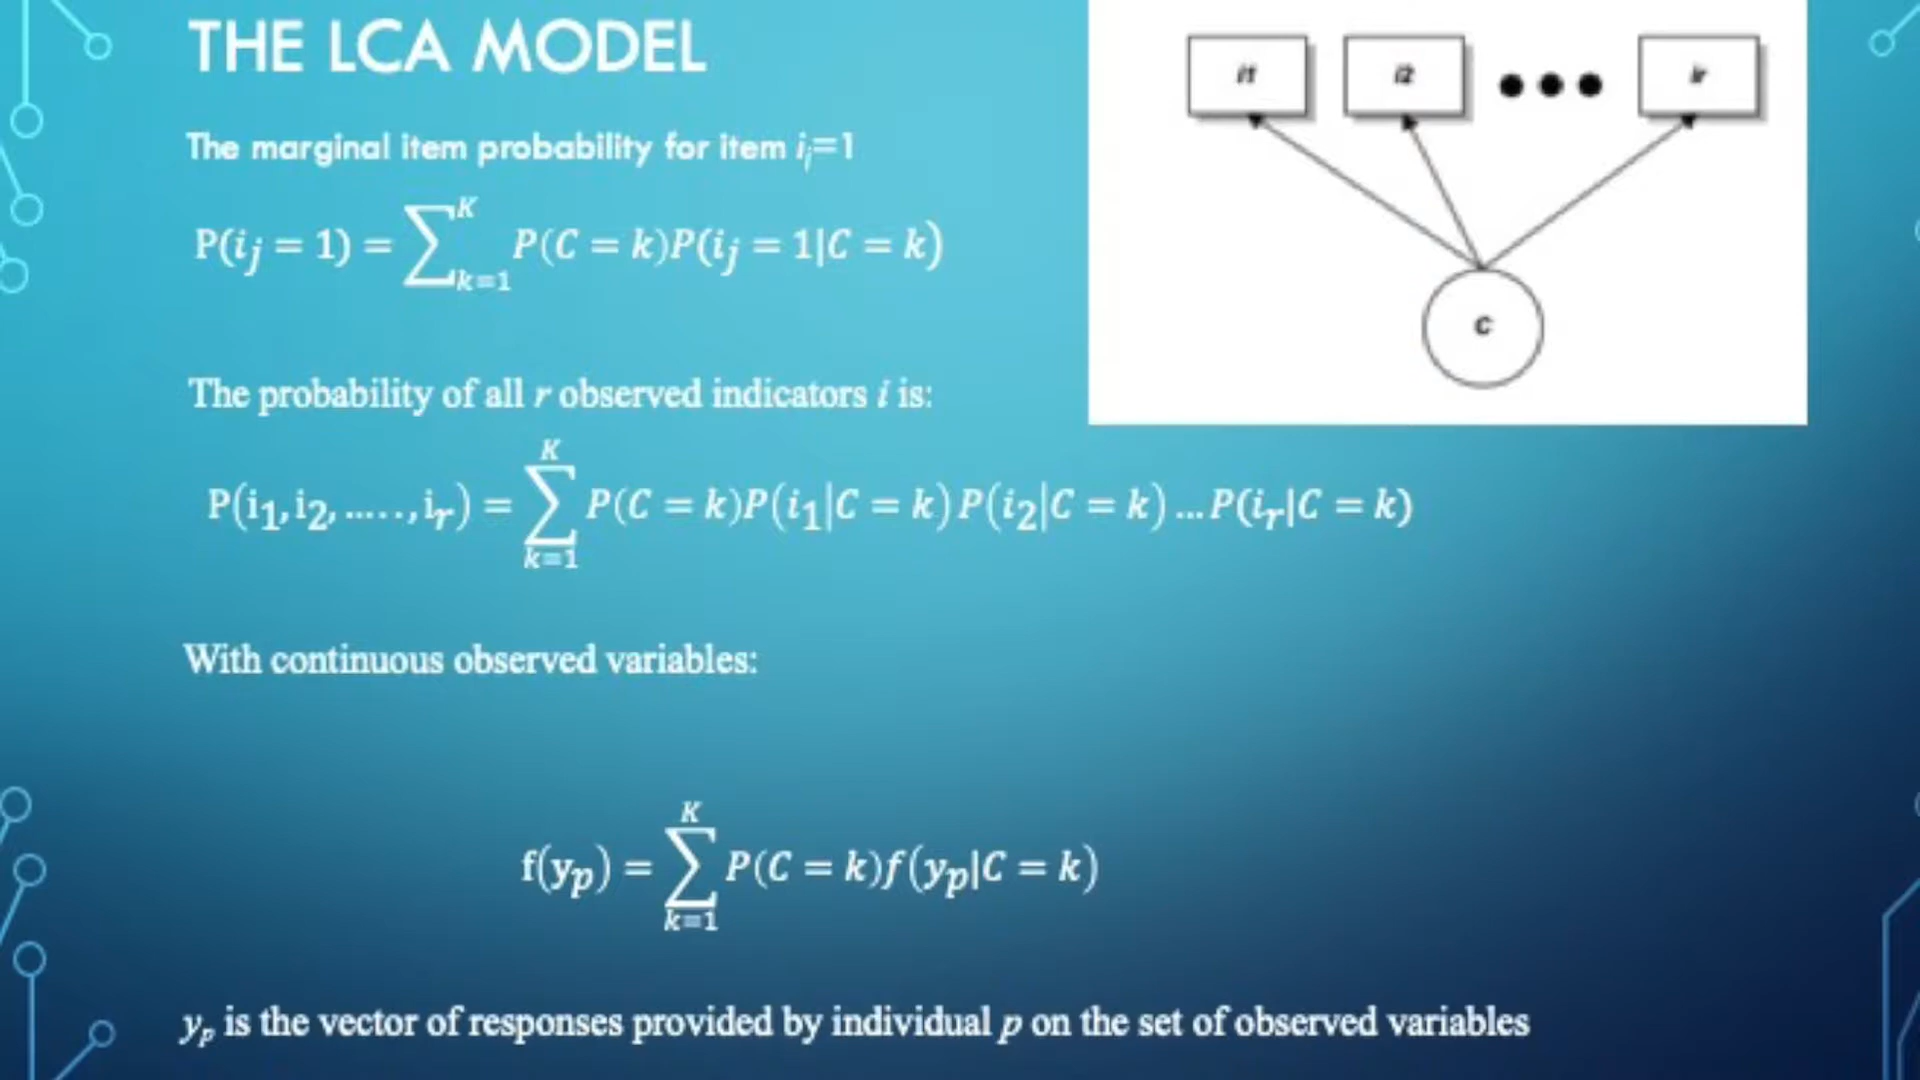 THE LCA MODEL
i1 i2 ir
The marginal item probability for item i_j=1
P(i_j = 1) = ∑_{k=1}^{K} P(C = k)P(i_j = 1|C = k)
C
The probability of all r observed indicators i is:
P(i_1,i_2, .....,i_r) = ∑_{k=1}^{K} P(C = k)P(i_1|C = k)P(i_2|C = k) ... P(i_r|C = k)
With continuous observed variables:
f(y_p) = ∑_{k=1}^{K} P(C = k)f(y_p|C = k)
y_p is the vector of responses provided by individual p on the set of observed variables